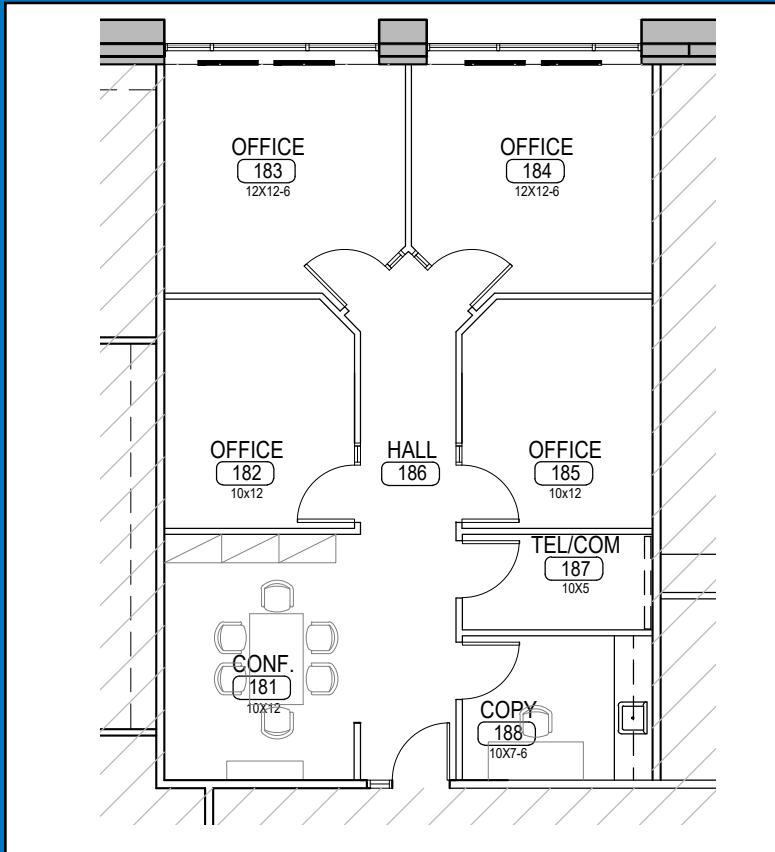 OFFICE
183
12X12-6
OFFICE
184
12X12-6
OFFICE
182
10x12
HALL
186
OFFICE
185
10x12
TEL/COM
187
10X5
CONF.
181
10X12
COPY
188
10X7-6